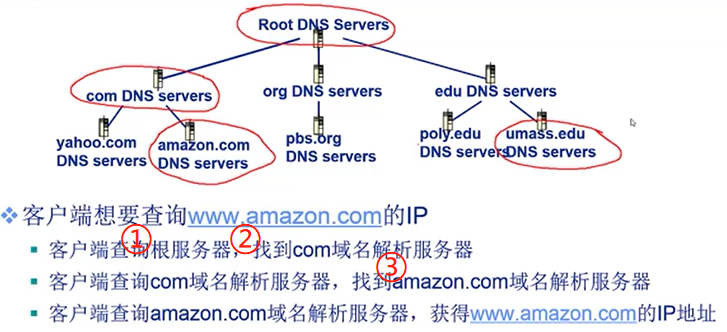 Root DNS Servers
com DNS servers
org DNS servers
edu DNS servers
yahoo.com
DNS servers
amazon.com
DNS servers
pbs.org
DNS servers
poly.edu
DNS servers
umass.edu
DNS servers
客户端想要查询www.amazon.com的IP
① ②
客户端查询根服务器，找到com域名解析服务器
③
客户端查询com域名解析服务器，找到amazon.com域名解析服务器
客户端查询amazon.com域名解析服务器，获得www.amazon.com的IP地址